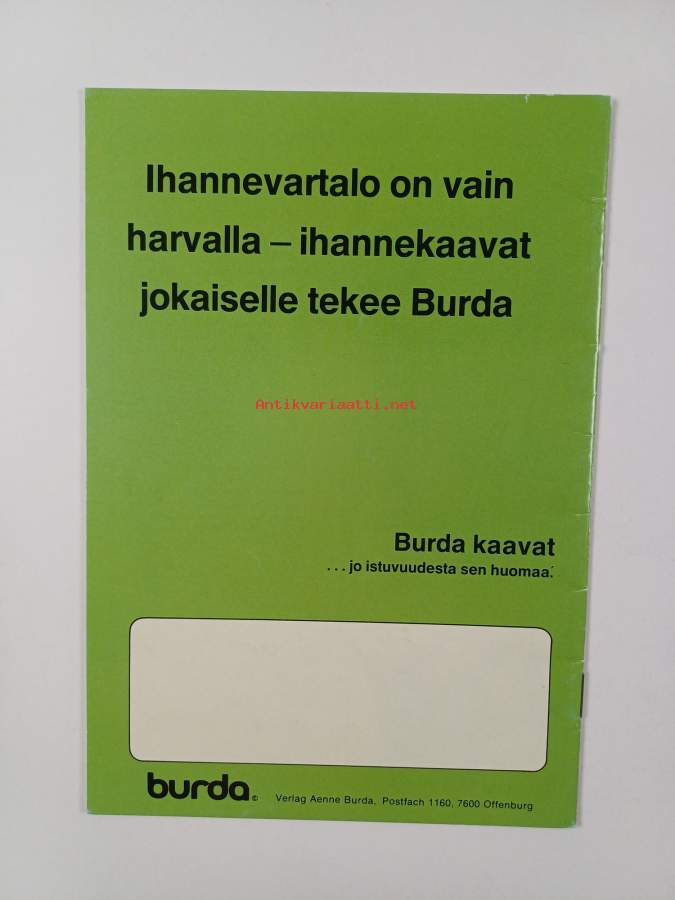 Ihannevartalo on vain
harvalla – ihannekaavat
jokaiselle tekee Burda
Antikvariaatti.net
Burda kaavat
... jo istuvuudesta sen huomaa.
burda © Verlag Aenne Burda, Postfach 1160, 7600 Offenburg